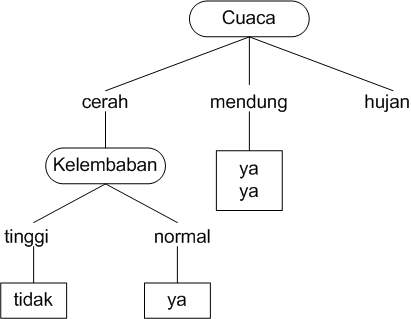 Cuaca
cerah
mendung
hujan
Kelembaban
ya
ya
tinggi
normal
tidak
ya